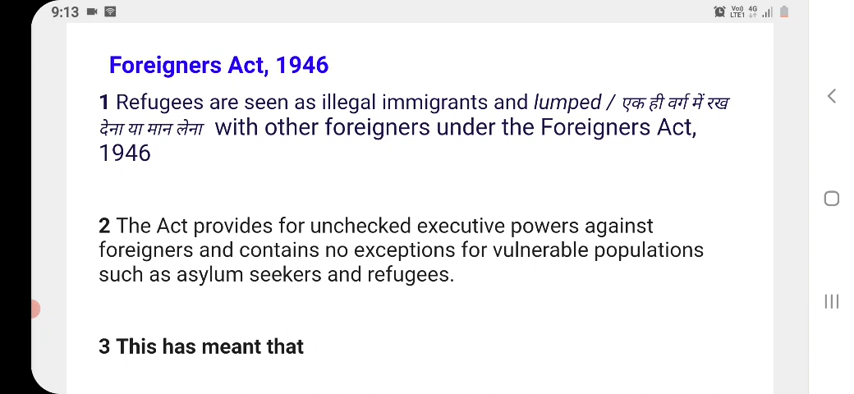 9:13
Vo)) 4G
LTE1
Foreigners Act, 1946
1 Refugees are seen as illegal immigrants and lumped / एक ही वर्ग में रख
देना या मान लेना with other foreigners under the Foreigners Act,
1946
2 The Act provides for unchecked executive powers against
foreigners and contains no exceptions for vulnerable populations
such as asylum seekers and refugees.
3 This has meant that